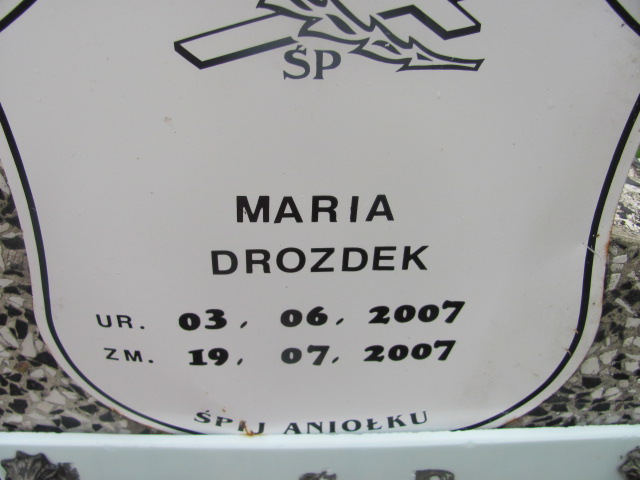 ŚP
MARIA
DROZDEK
UR. 03. 06. 2007
ZM. 19. 07. 2007
ŚPIJ ANIOŁKU